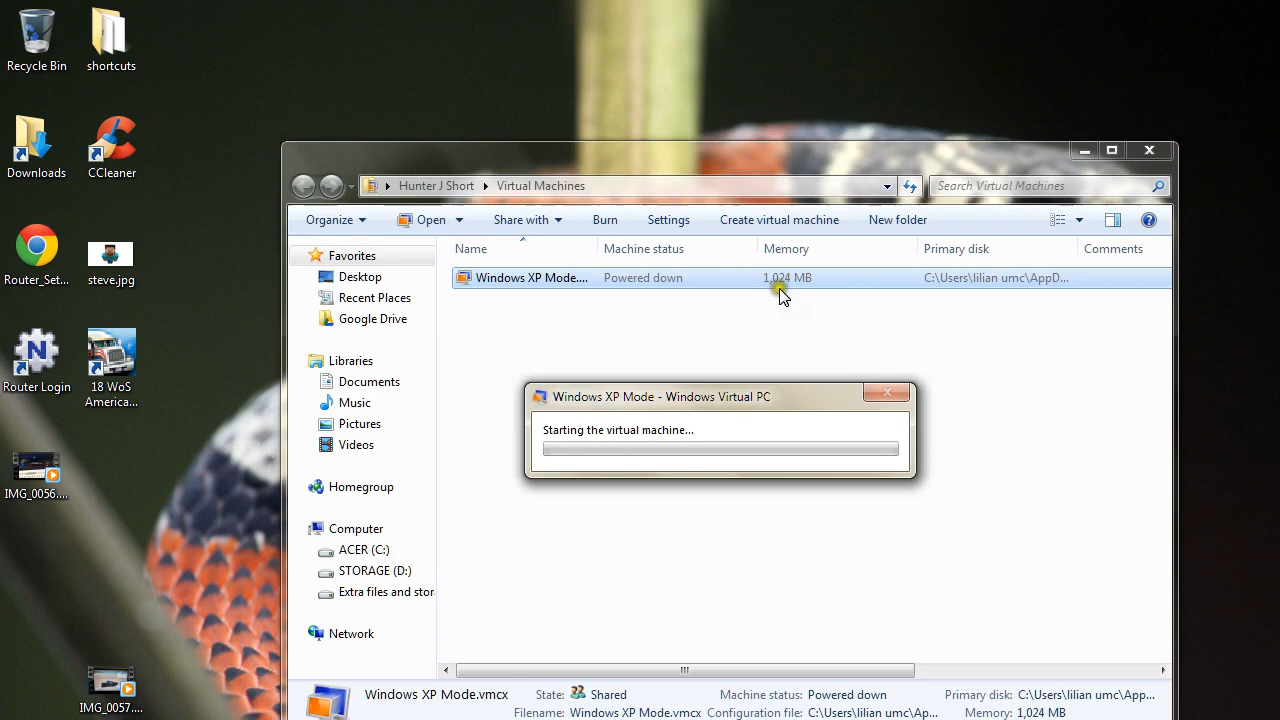 Recycle Bin
shortcuts
Downloads
CCleaner
Router_Set...
steve.jpg
Router Login
18 WoS
America...
IMG_0056....
IMG_0057....
Hunter J Short
Virtual Machines
Search Virtual Machines
Organize
Open
Share with
Burn
Settings
Create virtual machine
New folder
Favorites
Desktop
Recent Places
Google Drive
Libraries
Documents
Music
Pictures
Videos
Homegroup
Computer
ACER (C:)
STORAGE (D:)
Extra files and stor
Network
Name
Machine status
Memory
Primary disk
Comments
Windows XP Mode....
Powered down
1,024 MB
C:\Users\lilian umc\AppD...
Windows XP Mode - Windows Virtual PC
Starting the virtual machine...
Windows XP Mode.vmcx
State: Shared
Machine status: Powered down
Primary disk: C:\Users\lilian umc\App...
Filename: Windows XP Mode.vmcx
Configuration file: C:\Users\lilian umc\Ap...
Memory: 1,024 MB